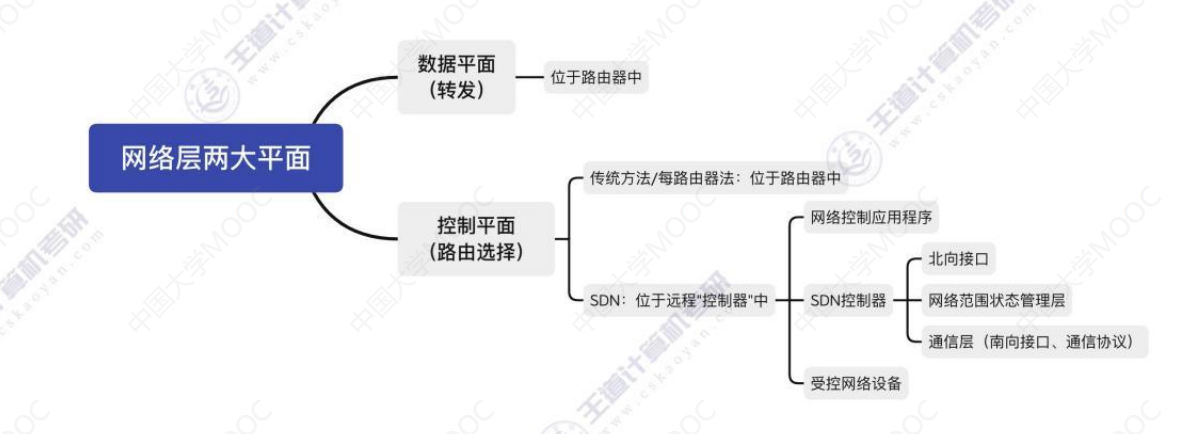 网络层两大平面
数据平面
（转发）
位于路由器中
控制平面
（路由选择）
传统方法/每路由器法：位于路由器中
SDN：位于远程"控制器"中
网络控制应用程序
SDN控制器
北向接口
网络范围状态管理层
通信层（南向接口、通信协议）
受控网络设备
中国大学MOOC
王道计算机考研
www.cskaoyan.com